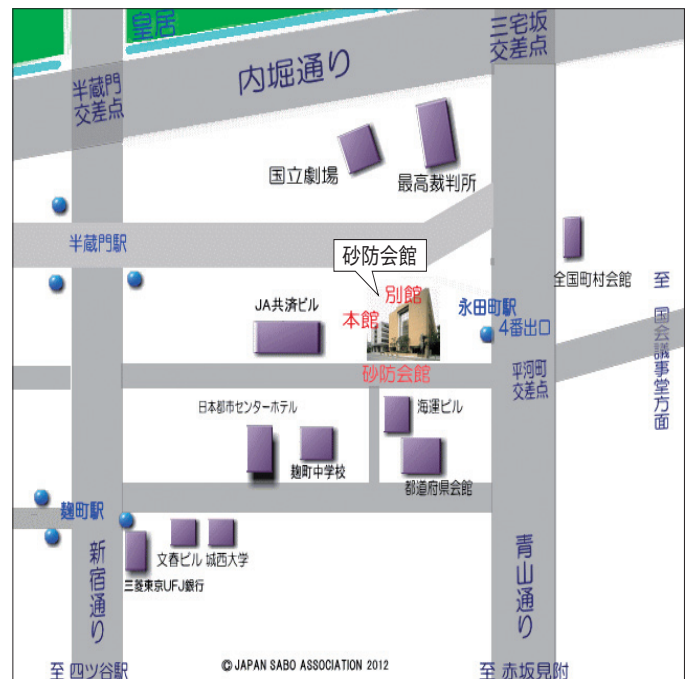 皇居
三宅坂
交差点
内堀通り
半蔵門
交差点
国立劇場
最高裁判所
半蔵門駅
砂防会館
全国町村会館
至 国会議事堂方面
別館
本館
JA共済ビル
永田町駅
4番出口
砂防会館
平河町
交差点
日本都市センターホテル
海運ビル
麹町中学校
都道府県会館
麹町駅
文春ビル
城西大学
三菱東京UFJ銀行
新宿通り
青山通り
至 四ツ谷駅
© JAPAN SABO ASSOCIATION 2012
至 赤坂見附